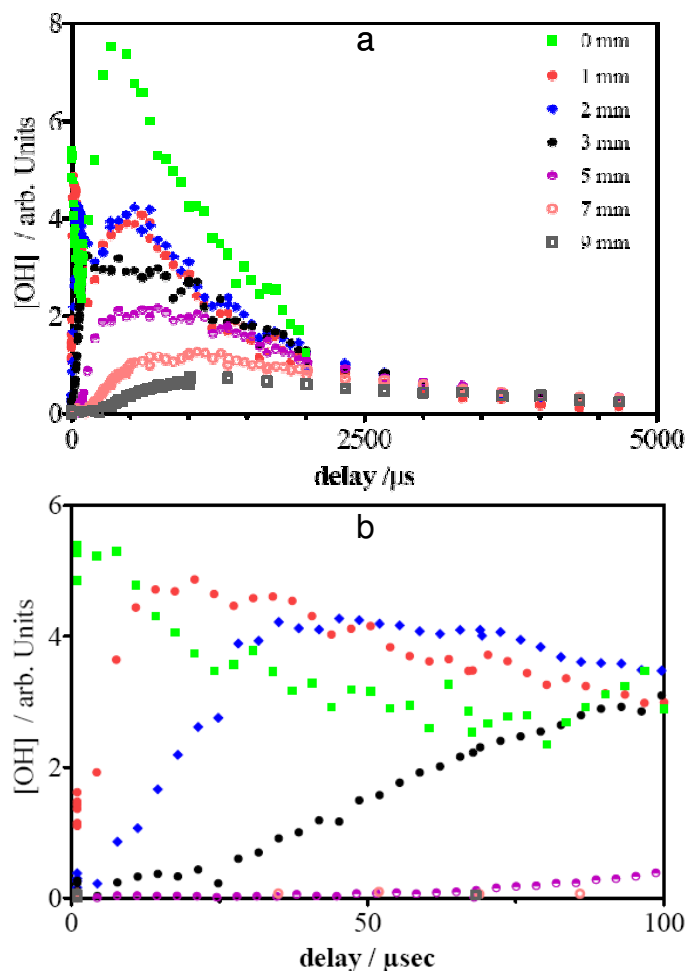 a
8
6
4
2
0
[OH] / arb. Units
0 mm
1 mm
2 mm
3 mm
5 mm
7 mm
9 mm
0
2500
5000
delay /μs
b
6
4
2
0
[OH] / arb. Units
0
50
100
delay / μsec